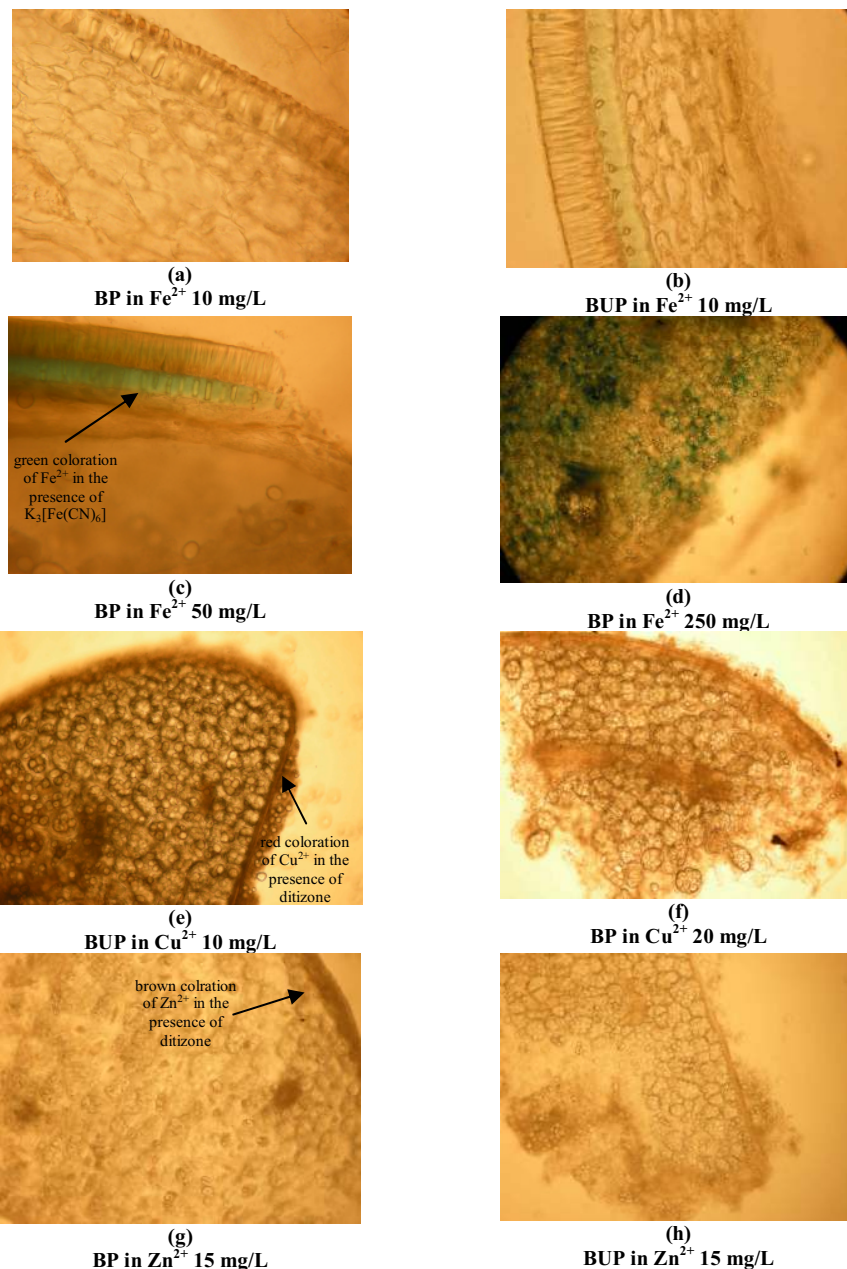 (a)
BP in Fe²⁺ 10 mg/L
(b)
BUP in Fe²⁺ 10 mg/L
green coloration
of Fe²⁺ in the
presence of
K₃[Fe(CN)₆]
(c)
BP in Fe²⁺ 50 mg/L
(d)
BP in Fe²⁺ 250 mg/L
red coloration
of Cu²⁺ in the
presence of
ditizone
(e)
BUP in Cu²⁺ 10 mg/L
(f)
BP in Cu²⁺ 20 mg/L
brown colration
of Zn²⁺ in the
presence of
ditizone
(g)
BP in Zn²⁺ 15 mg/L
(h)
BUP in Zn²⁺ 15 mg/L